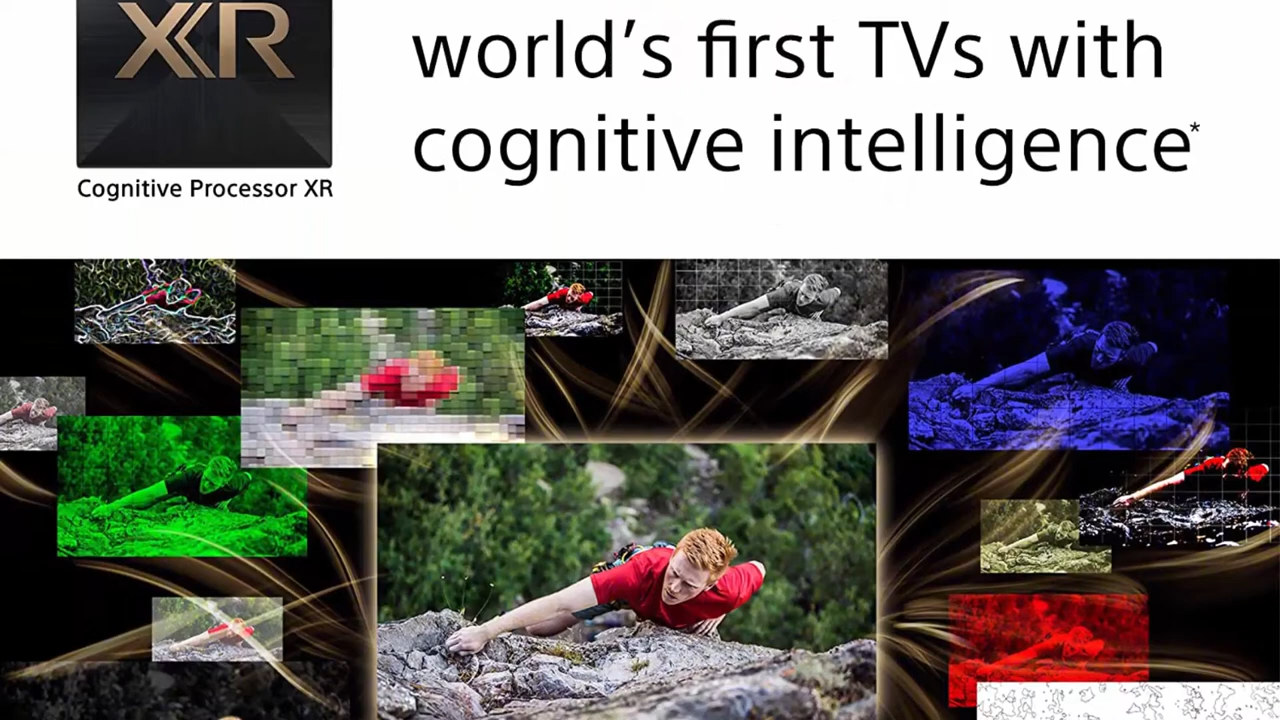 XR
Cognitive Processor XR
world’s first TVs with
cognitive intelligence*